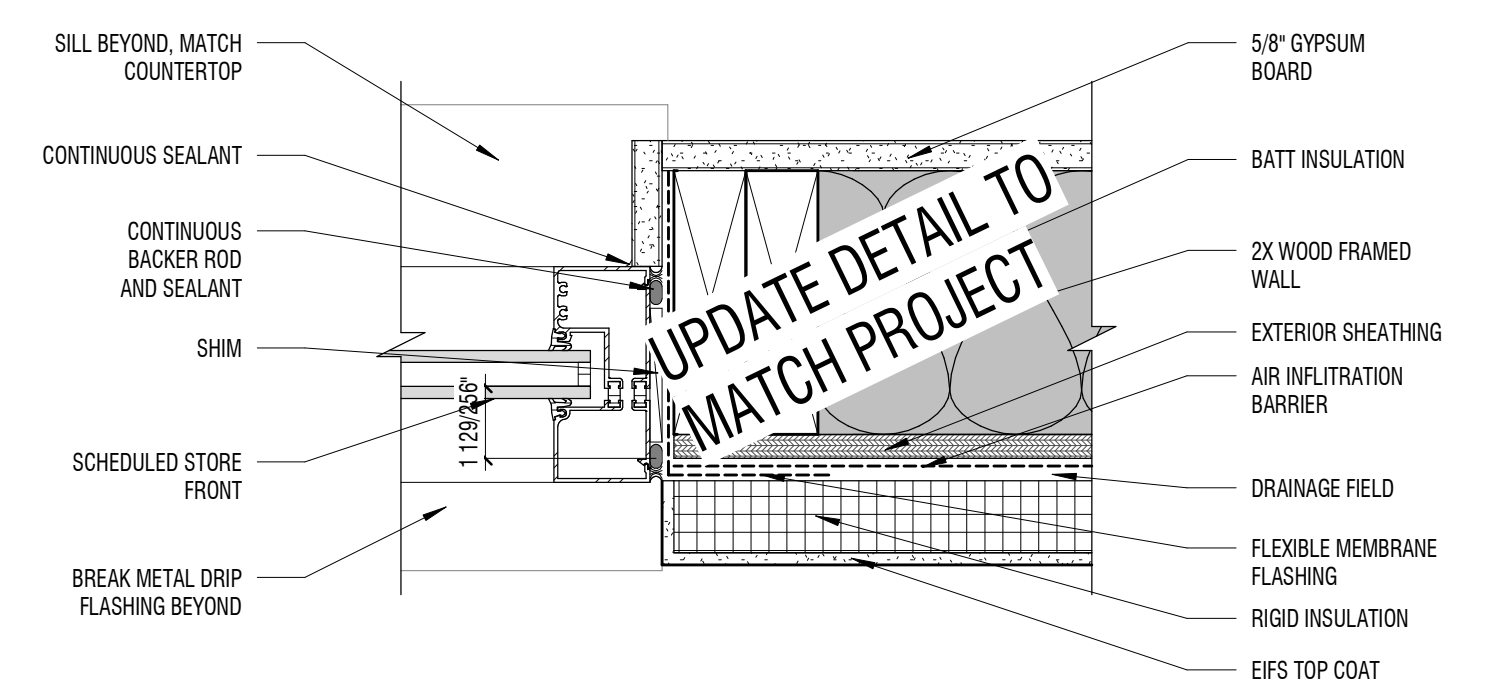 SILL BEYOND, MATCH
COUNTERTOP
CONTINUOUS SEALANT
CONTINUOUS
BACKER ROD
AND SEALANT
SHIM
SCHEDULED STORE
FRONT
BREAK METAL DRIP
FLASHING BEYOND
1 129/256"
UPDATE DETAIL TO
MATCH PROJECT
5/8" GYPSUM
BOARD
BATT INSULATION
2X WOOD FRAMED
WALL
EXTERIOR SHEATHING
AIR INFLITRATION
BARRIER
DRAINAGE FIELD
FLEXIBLE MEMBRANE
FLASHING
RIGID INSULATION
EIFS TOP COAT